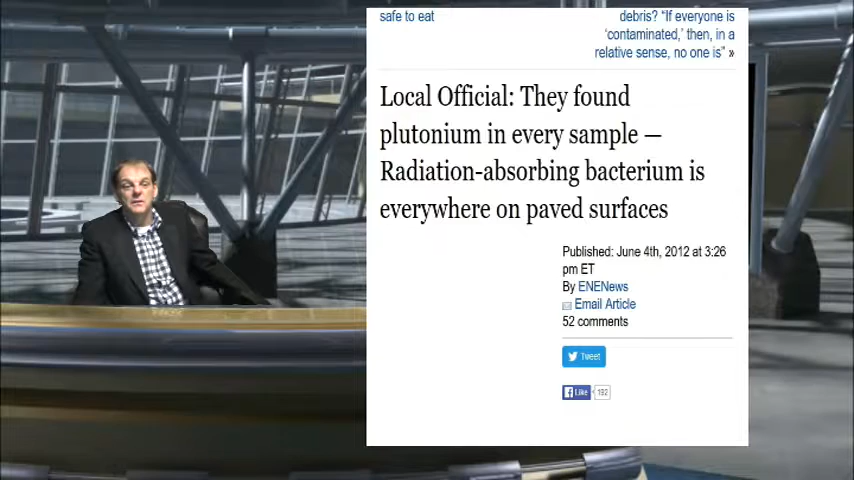 safe to eat
debris? “If everyone is
‘contaminated,’ then, in a
relative sense, no one is” »
Local Official: They found
plutonium in every sample —
Radiation-absorbing bacterium is
everywhere on paved surfaces
Published: June 4th, 2012 at 3:26
pm ET
By ENENews
Email Article
52 comments
Tweet
Like 192